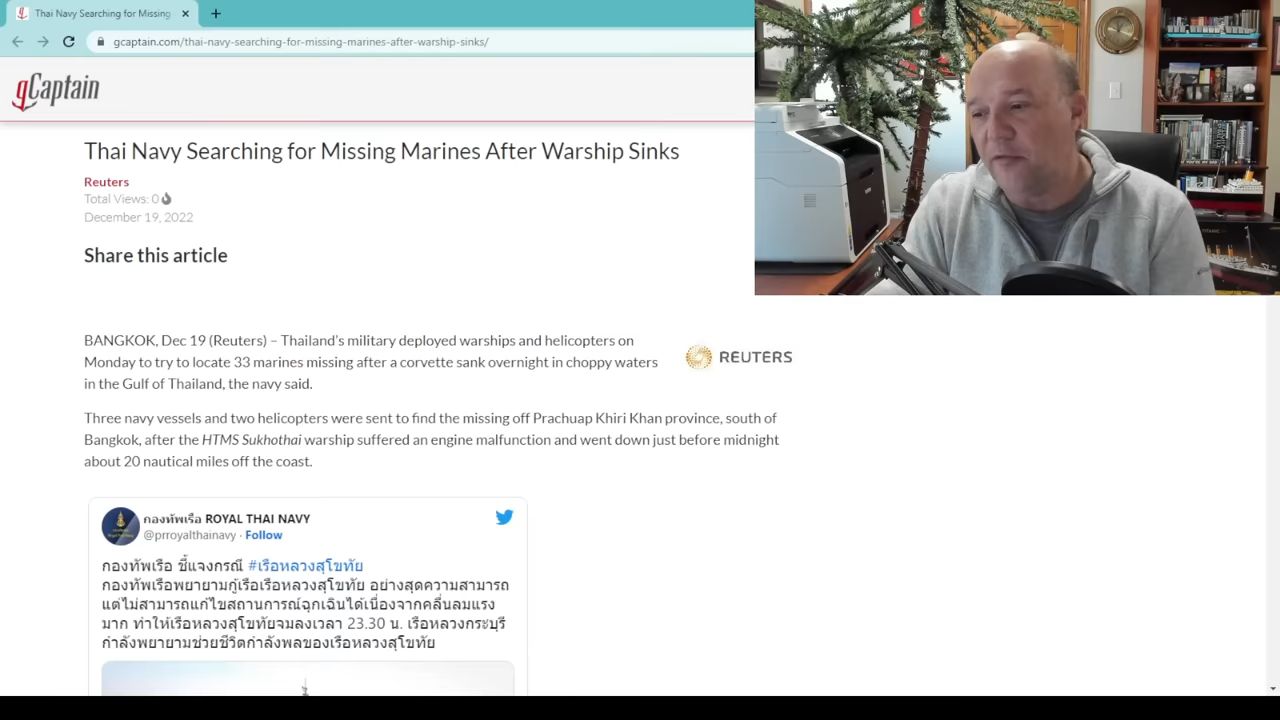 Thai Navy Searching for Missing
gcaptain.com/thai-navy-searching-for-missing-marines-after-warship-sinks/
gCaptain
Thai Navy Searching for Missing Marines After Warship Sinks
Reuters
Total Views: 0
December 19, 2022
Share this article
BANGKOK, Dec 19 (Reuters) – Thailand's military deployed warships and helicopters on
Monday to try to locate 33 marines missing after a corvette sank overnight in choppy waters
in the Gulf of Thailand, the navy said.
REUTERS
Three navy vessels and two helicopters were sent to find the missing off Prachuap Khiri Khan province, south of
Bangkok, after the HTMS Sukhothai warship suffered an engine malfunction and went down just before midnight
about 20 nautical miles off the coast.
กองทัพเรือ ROYAL THAI NAVY
@prroyalthainavy · Follow
กองทัพเรือ ชี้แจงกรณี #เรือหลวงสุโขทัย
กองทัพเรือพยายามกู้เรือเรือหลวงสุโขทัย อย่างสุดความสามารถ
แต่ไม่สามารถแก้ไขสถานการณ์ฉุกเฉินได้เนื่องจากคลื่นลมแรง
มาก ทำให้เรือหลวงสุโขทัยจมลงเวลา 23.30 น. เรือหลวงกระบุรี
กำลังพยายามช่วยชีวิตกำลังพลของเรือหลวงสุโขทัย